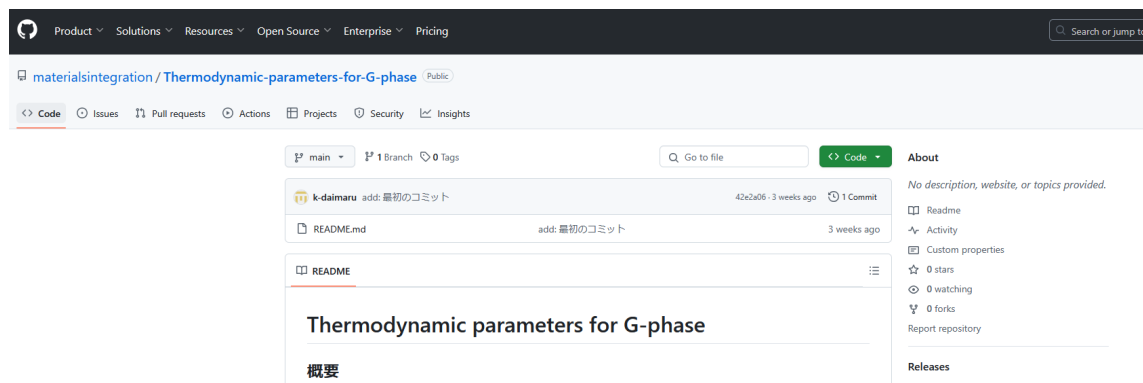 Product Solutions Resources Open Source Enterprise Pricing Search or jump to
materialsintegration / Thermodynamic-parameters-for-G-phase Public
Code Issues Pull requests Actions Projects Security Insights
main 1 Branch 0 Tags Go to file Code
k-daimaru add: 最初のコミット 42e2a06 · 3 weeks ago 1 Commit
README.md add: 最初のコミット 3 weeks ago
README
Thermodynamic parameters for G-phase
概要
About
No description, website, or topics provided.
Readme
Activity
Custom properties
0 stars
0 watching
0 forks
Report repository
Releases